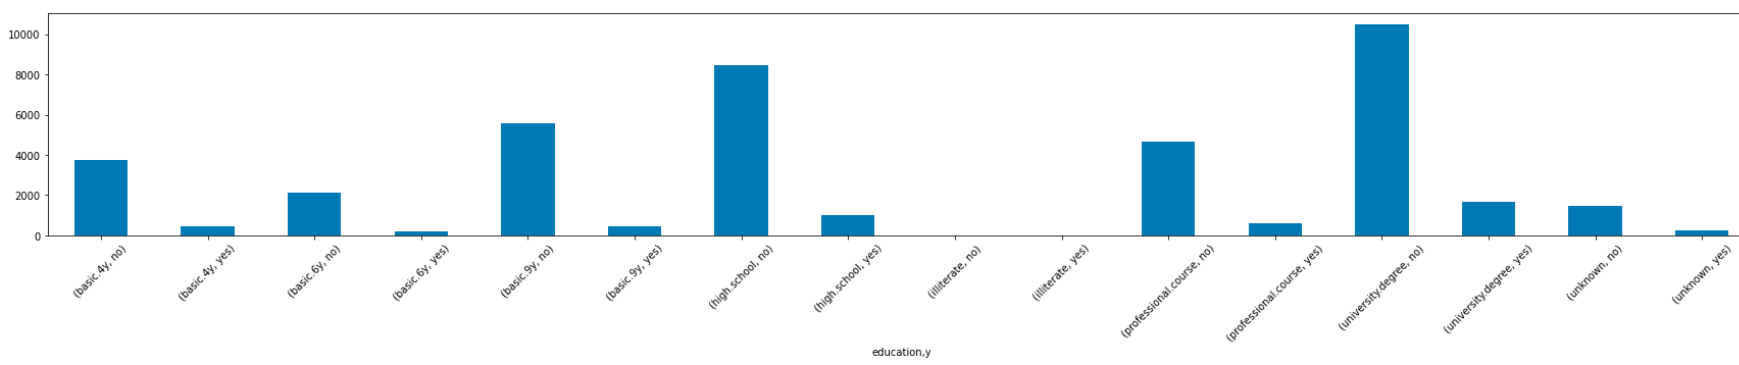 10000
8000
6000
4000
2000
0
(basic.4y, no)
(basic.4y, yes)
(basic.6y, no)
(basic.6y, yes)
(basic.9y, no)
(basic.9y, yes)
(high.school, no)
(high.school, yes)
(illiterate, no)
(illiterate, yes)
(professional.course, no)
(professional.course, yes)
(university.degree, no)
(university.degree, yes)
(unknown, no)
(unknown, yes)
education,y